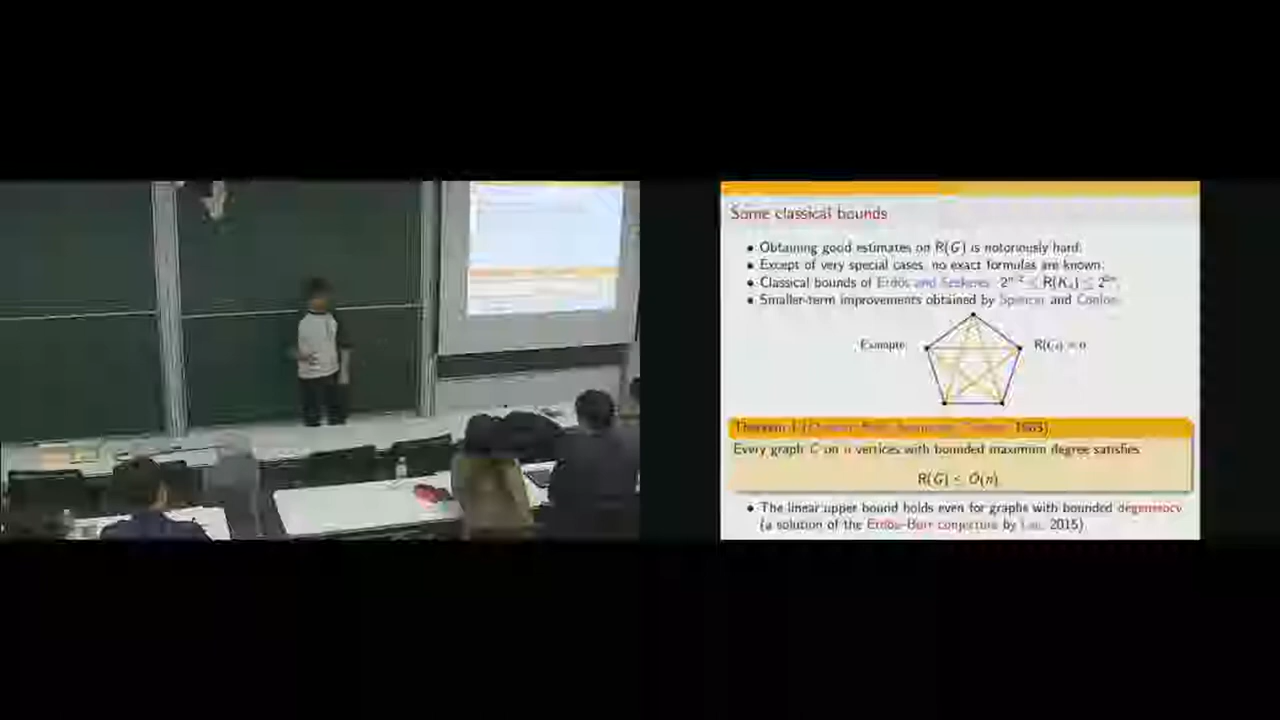 Some classical bounds
• Obtaining good estimates on R(G) is notoriously hard.
• Except of very special cases, no exact formulas are known.
• Classical bounds of Erdős and Szekeres:
• Smaller-term improvements obtained by Spencer and Conlon.
Example:
Theorem 1 1983)
Every graph G on n vertices with bounded maximum degree satisfies
R(G) ≤ O(n).
• The linear upper bound holds even for graphs with bounded degeneracy
(a solution of the Erdős–Burr conjecture by Lee, 2015).